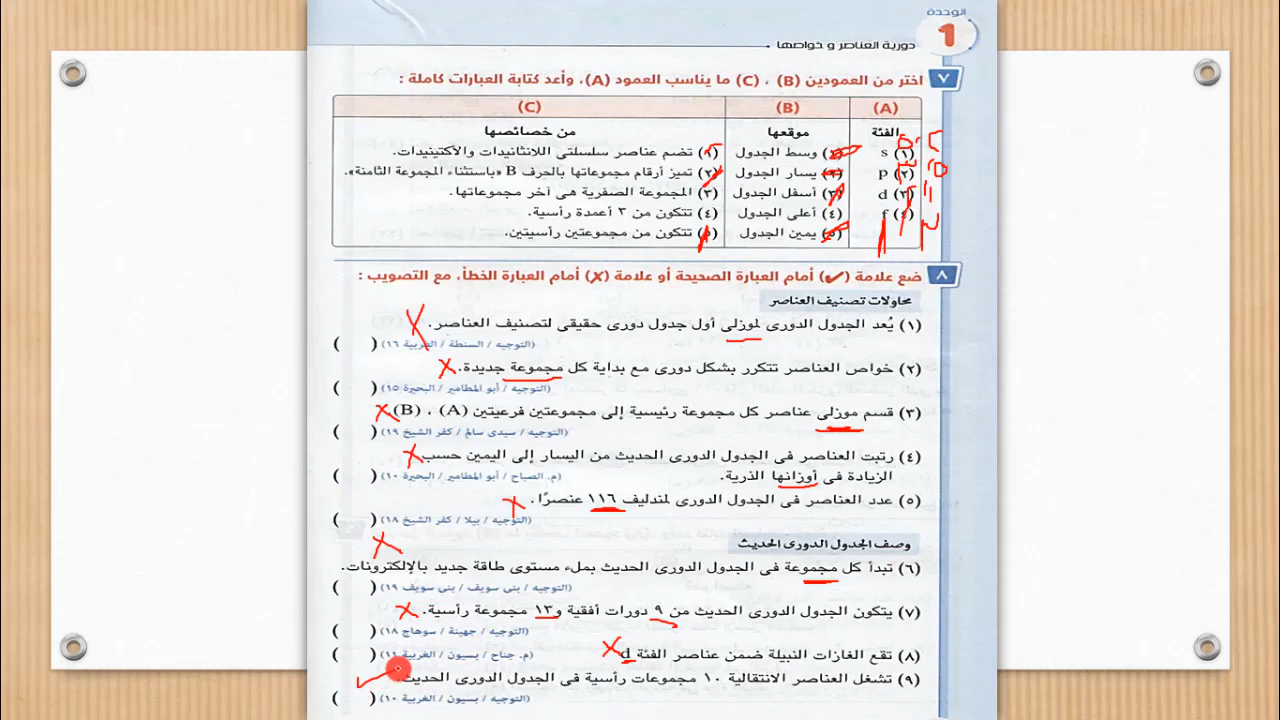 الوحدة
1
دورية العناصر و خواصها .
٧ اختر من العمودين (B) ، (C) ما يناسب العمود (A)، وأعد كتابة العبارات كاملة :
(A) (B) (C)
الفئة موقعها من خصائصها
(١) s (١) وسط الجدول (١) تضم عناصر سلسلتى اللانثانيدات والأكتينيدات.
(٢) p (٢) يسار الجدول (٢) تميز أرقام مجموعاتها بالحرف B «باستثناء المجموعة الثامنة».
(٣) d (٣) أسفل الجدول (٣) المجموعة الصفرية هى آخر مجموعاتها.
(٤) f (٤) أعلى الجدول (٤) تتكون من ٣ أعمدة رأسية.
(٥) يمين الجدول (٥) تتكون من مجموعتين رأسيتين.
٨ ضع علامة (✓) أمام العبارة الصحيحة أو علامة (X) أمام العبارة الخطأ، مع التصويب :
محاولات تصنيف العناصر
(١) يُعد الجدول الدورى لموزلى أول جدول دورى حقيقى لتصنيف العناصر. X
(التوجيه / السنطة / الغربية ١٦) ( )
(٢) خواص العناصر تتكرر بشكل دورى مع بداية كل مجموعة جديدة. X
(التوجيه / أبو المطامير / البحيرة ١٥) ( )
(٣) قسم موزلى عناصر كل مجموعة رئيسية إلى مجموعتين فرعيتين (A) ، (B) X
(التوجيه / سيدى سالم / كفر الشيخ ١٩) ( )
(٤) رتبت العناصر فى الجدول الدورى الحديث من اليسار إلى اليمين حسب X
الزيادة فى أوزانها الذرية. (م. الصباح / أبو المطامير / البحيرة ١٠) ( )
(٥) عدد العناصر فى الجدول الدورى لمندليف ١١٦ عنصرًا. X
(التوجيه / بيلا / كفر الشيخ ١٨) ( )
وصف الجدول الدورى الحديث X
(٦) تبدأ كل مجموعة فى الجدول الدورى الحديث بملء مستوى طاقة جديد بالإلكترونات.
(التوجيه / بنى سويف / بنى سويف ١٩) ( )
(٧) يتكون الجدول الدورى الحديث من ٩ دورات أفقية و١٣ مجموعة رأسية. X
(التوجيه / جهينة / سوهاج ١٨) ( )
(٨) تقع الغازات النبيلة ضمن عناصر الفئة d X (م. جناح / بسيون / الغربية ١٦) ( )
(٩) تشغل العناصر الانتقالية ١٠ مجموعات رأسية فى الجدول الدورى الحديث. ✓
(التوجيه / بسيون / الغربية ١٠) ( )